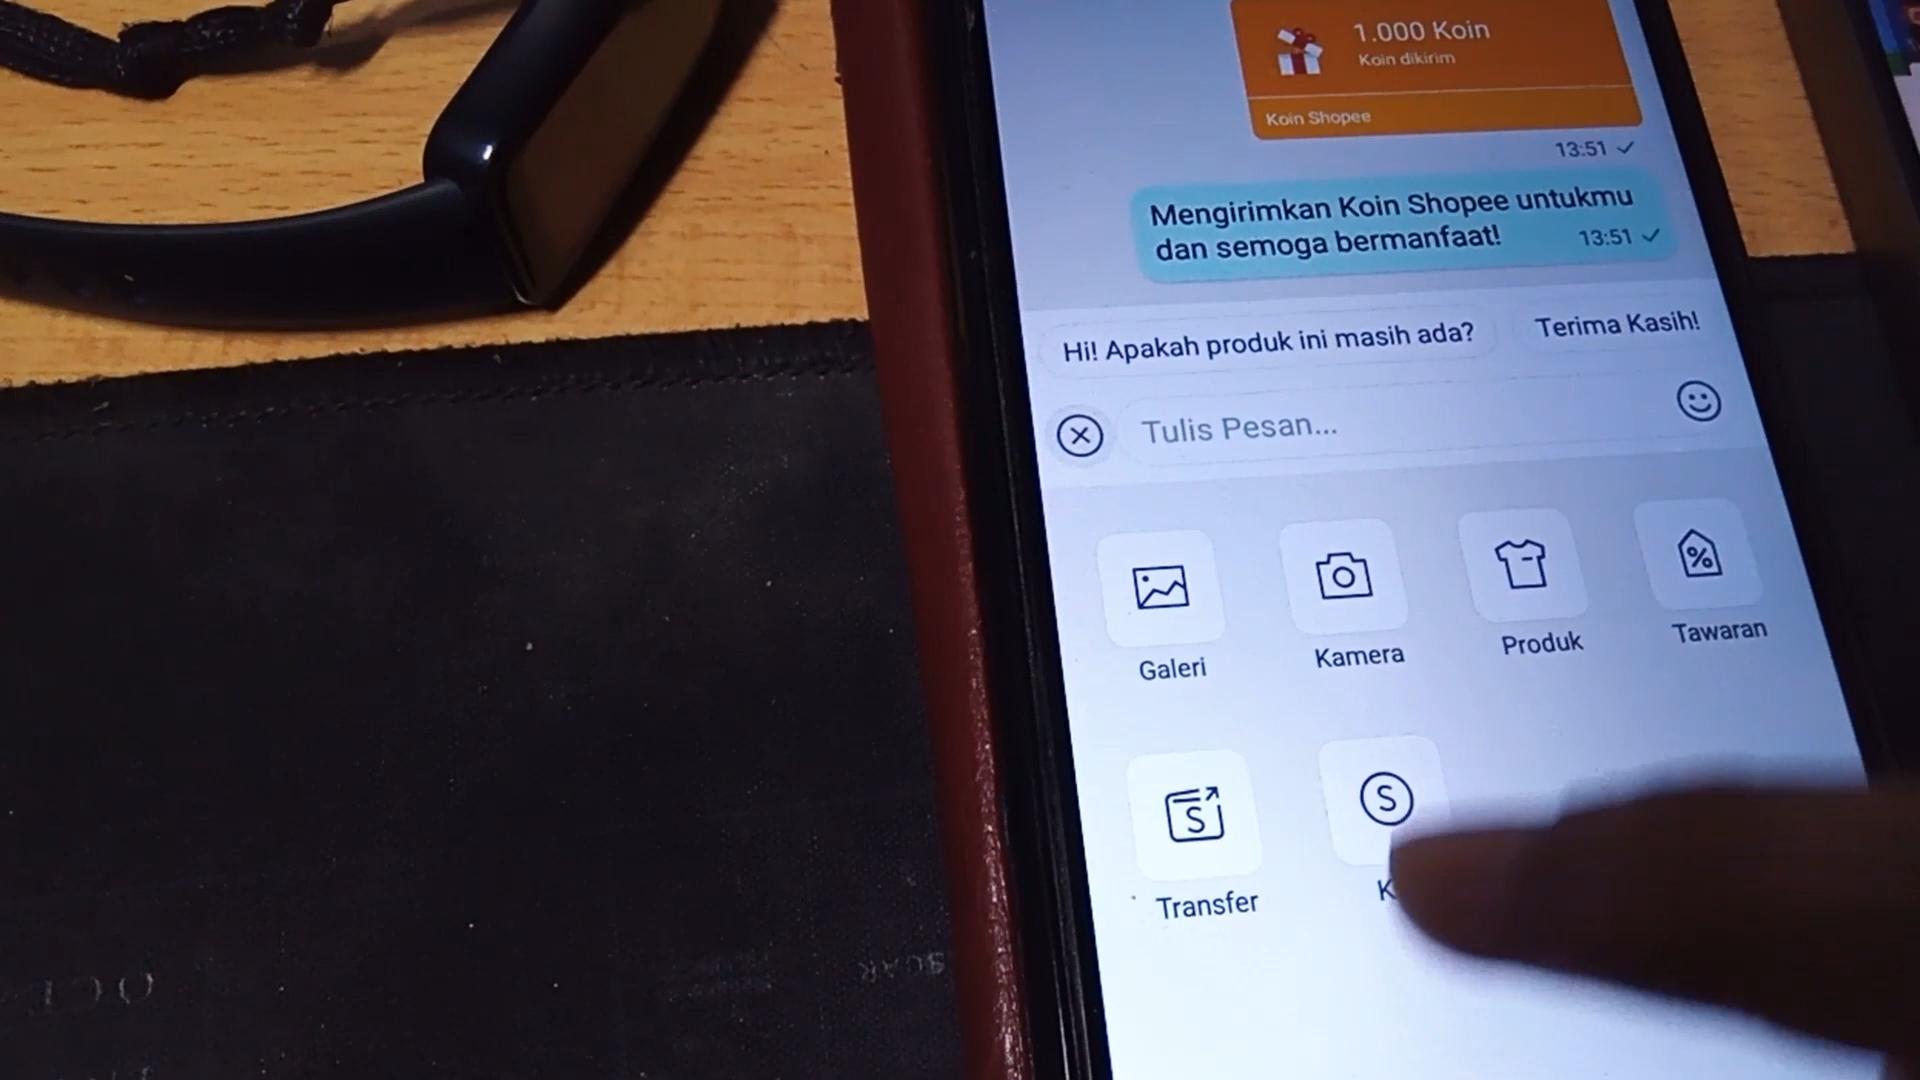 1.000 Koin
Koin dikirim
Koin Shopee
13:51
Mengirimkan Koin Shopee untukmu
dan semoga bermanfaat!
13:51
Hi! Apakah produk ini masih ada?
Terima Kasih!
Tulis Pesan...
Galeri
Kamera
Produk
Tawaran
Transfer